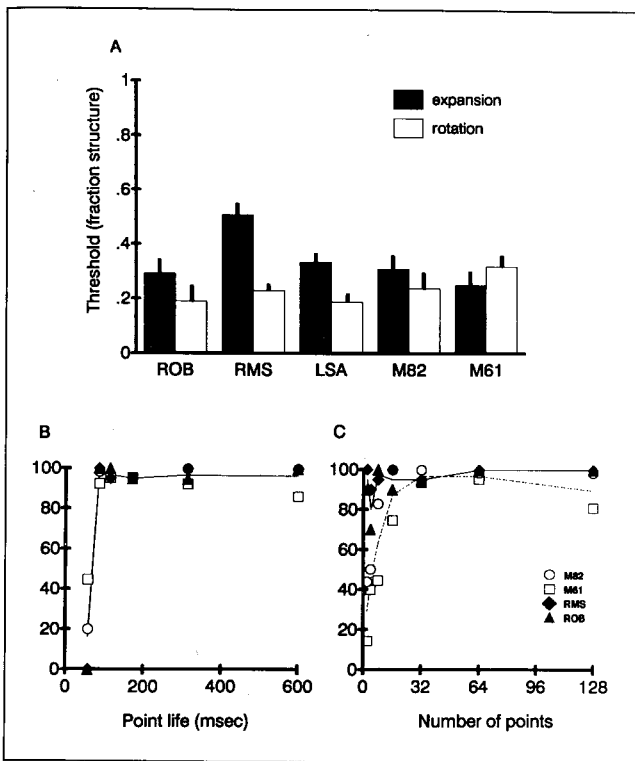 A
Threshold (fraction structure)
1
.8
.6
.4
.2
0
expansion
rotation
ROB RMS LSA M82 M61
B
100
80
60
40
20
0
0 200 400 600
Point life (msec)
C
100
80
60
40
20
0
0 32 64 96 128
Number of points
M82
M61
RMS
ROB